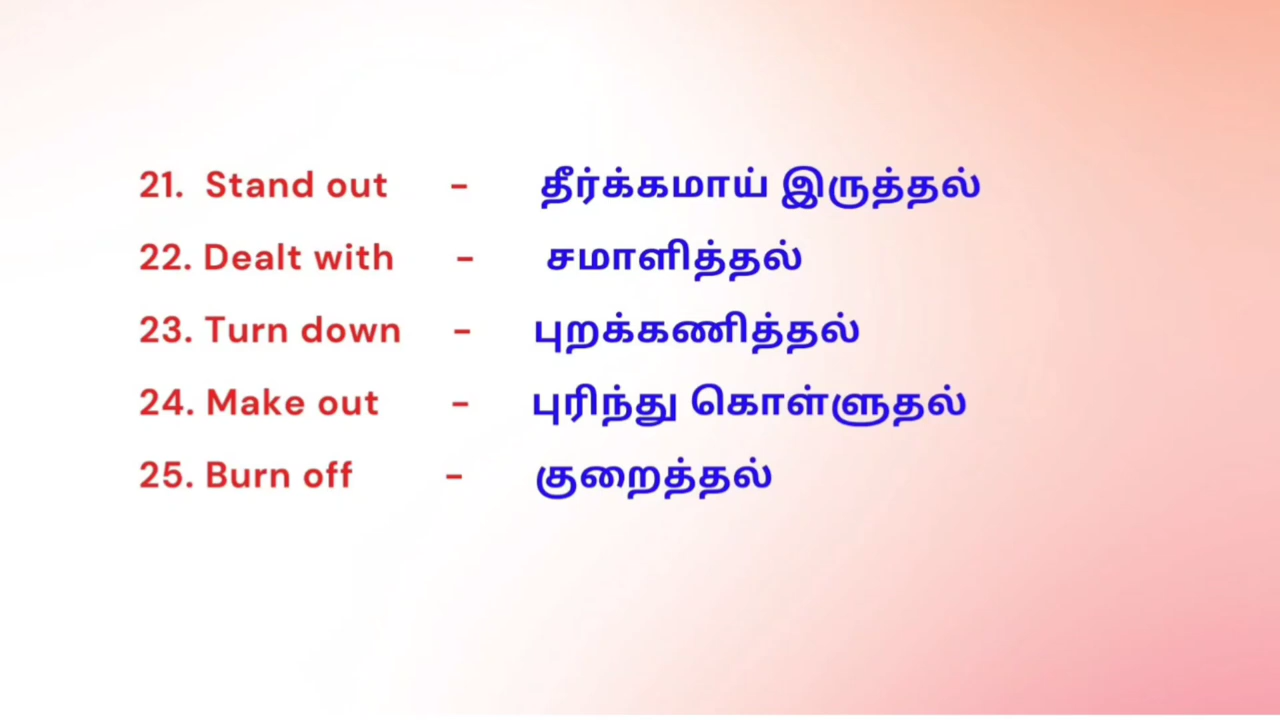 21. Stand out - தீர்க்கமாய் இருத்தல்
22. Dealt with - சமாளித்தல்
23. Turn down - புறக்கணித்தல்
24. Make out - புரிந்து கொள்ளுதல்
25. Burn off - குறைத்தல்